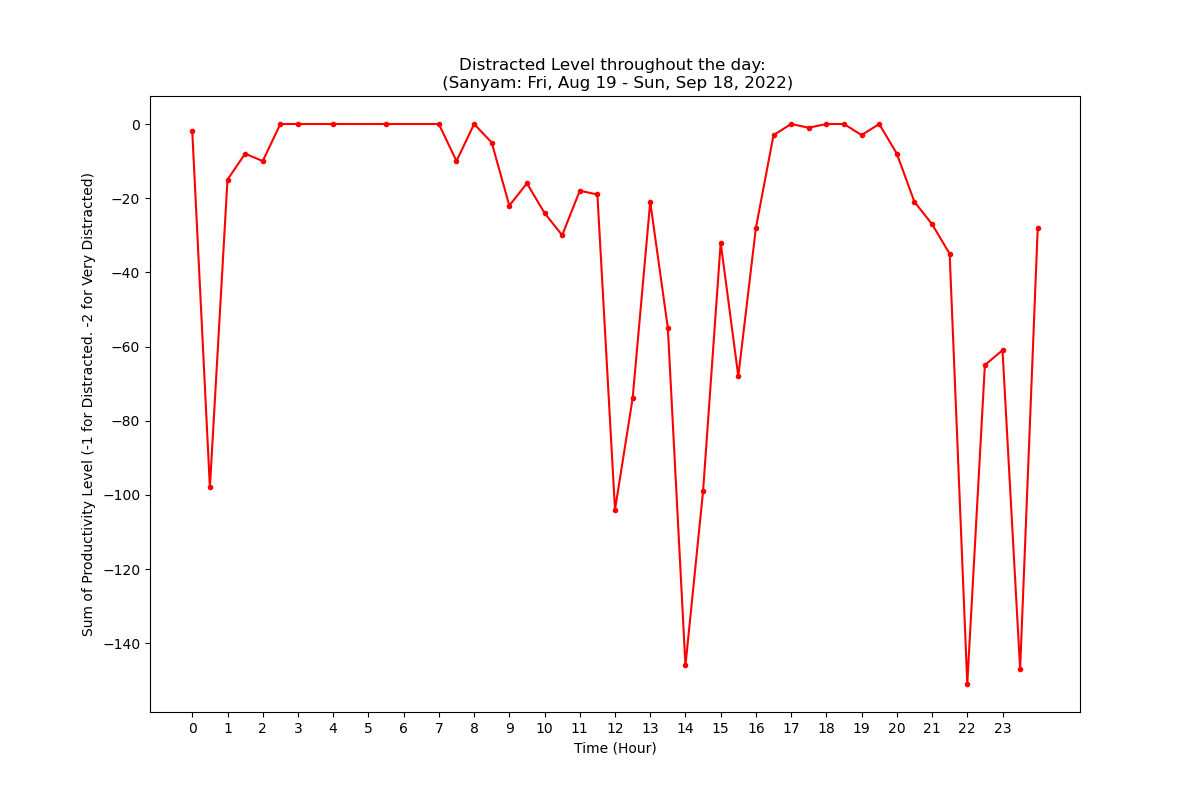 Distracted Level throughout the day:
(Sanyam: Fri, Aug 19 - Sun, Sep 18, 2022)
Sum of Productivity Level (-1 for Distracted. -2 for Very Distracted)
0
−20
−40
−60
−80
−100
−120
−140
0 1 2 3 4 5 6 7 8 9 10 11 12 13 14 15 16 17 18 19 20 21 22 23
Time (Hour)